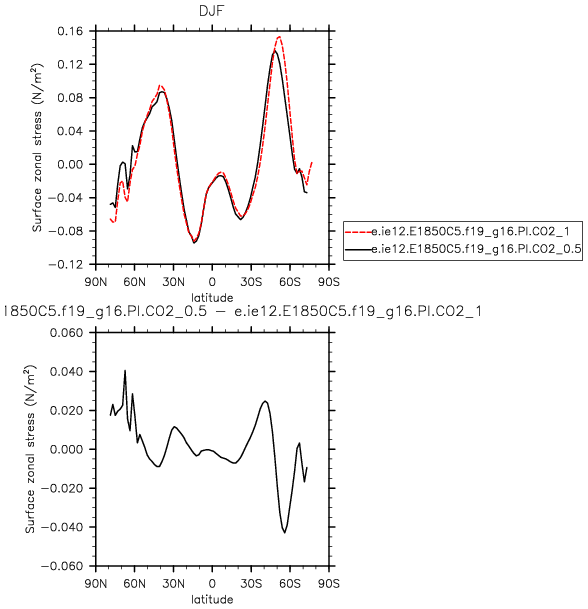 DJF
0.16
0.12
0.08
0.04
0.00
−0.04
−0.08
−0.12
Surface zonal stress (N/m²)
90N 60N 30N 0 30S 60S 90S
latitude
e.ie12.E1850C5.f19_g16.PI.CO2_1
e.ie12.E1850C5.f19_g16.PI.CO2_0.5
1850C5.f19_g16.PI.CO2_0.5 − e.ie12.E1850C5.f19_g16.PI.CO2_1
0.060
0.040
0.020
0.000
−0.020
−0.040
−0.060
Surface zonal stress (N/m²)
90N 60N 30N 0 30S 60S 90S
latitude